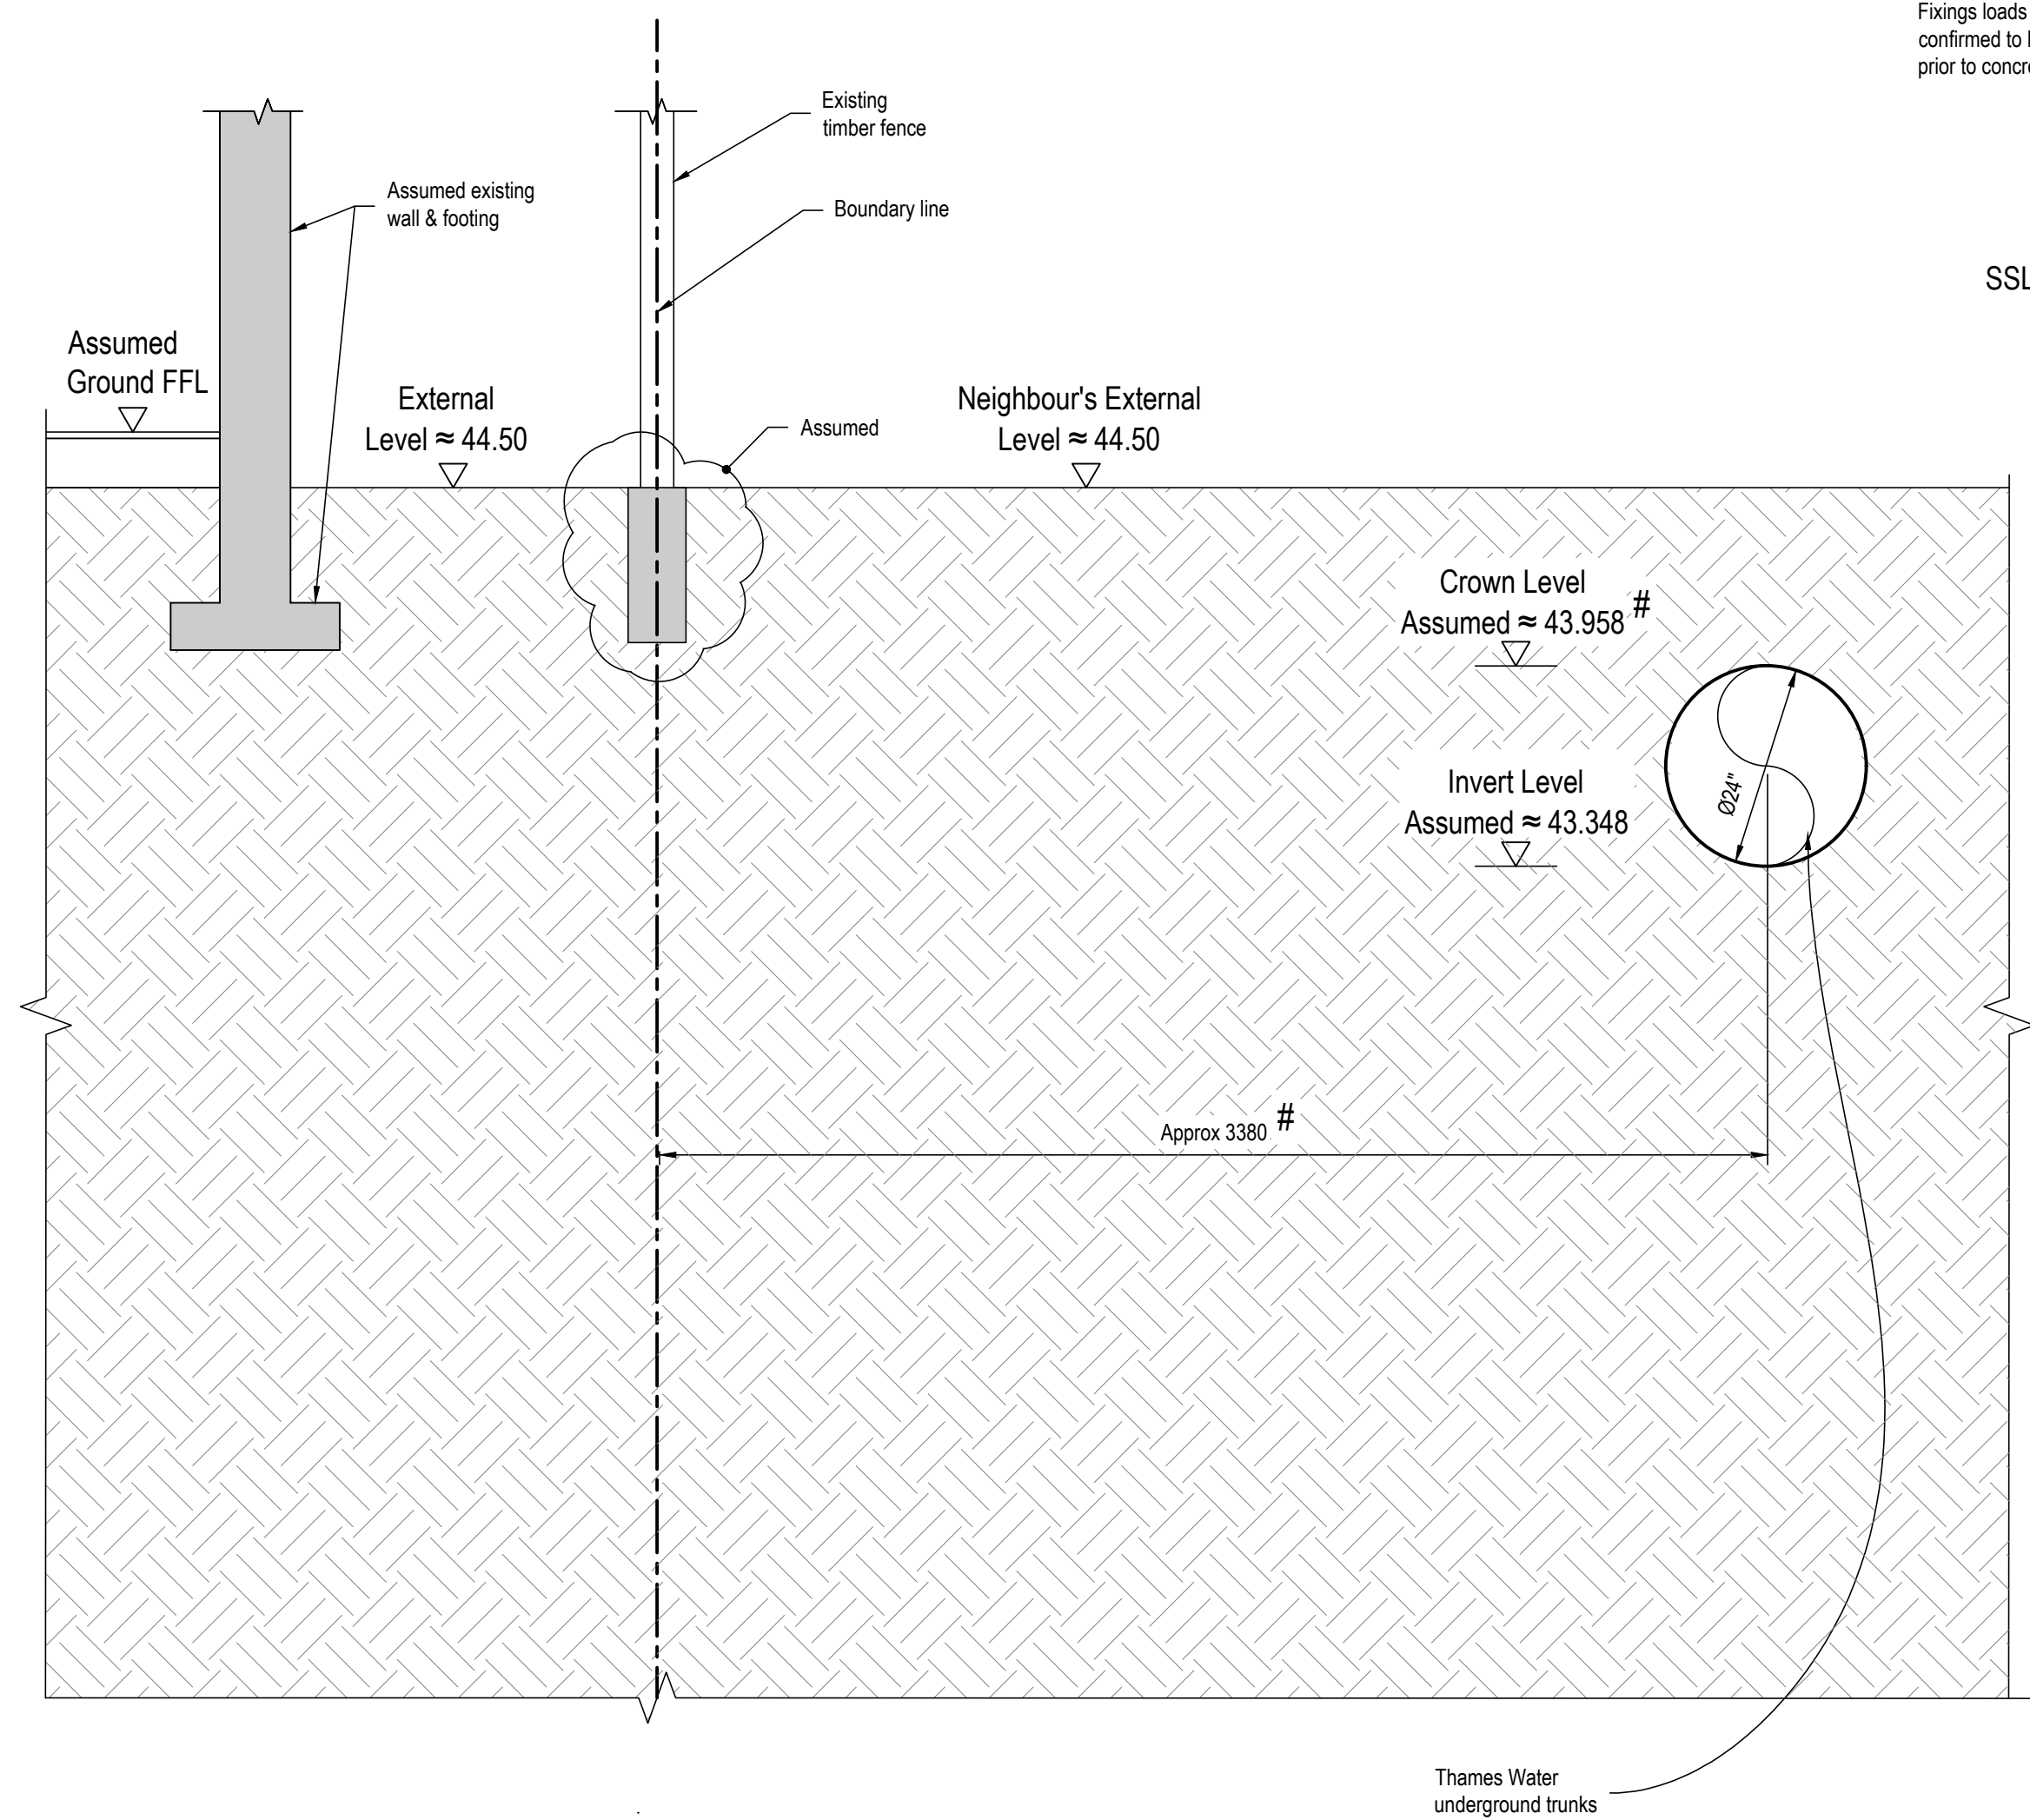 Fixings loads
confirmed to
prior to
Existing
timber fence
Assumed existing
wall & footing
Boundary line
SSL
Assumed
Ground FFL
External
Level ≈ 44.50
Assumed
Neighbour's External
Level ≈ 44.50
Crown Level
Assumed ≈ 43.958 #
Invert Level
Assumed ≈ 43.348
Ø24"
Approx 3380 #
Thames Water
underground trunks